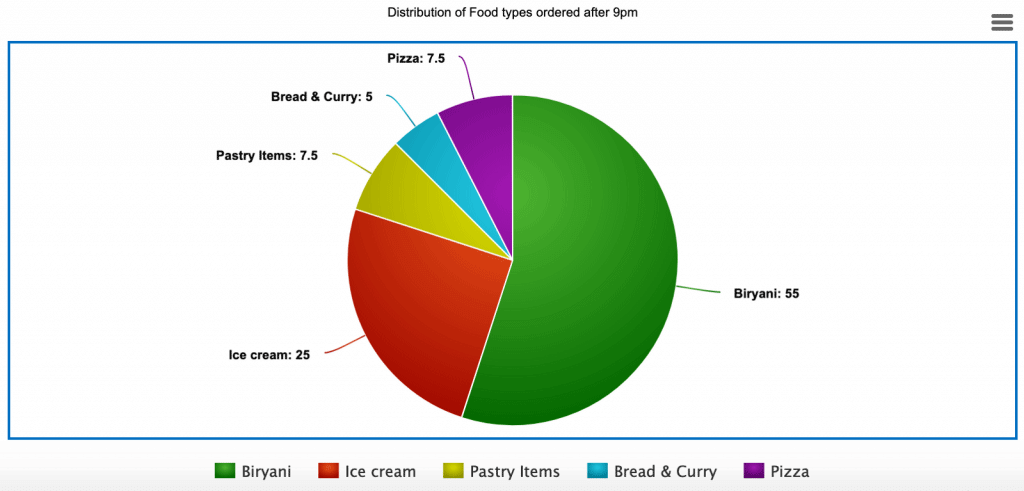 Distribution of Food types ordered after 9pm
Pizza: 7.5
Bread & Curry: 5
Pastry Items: 7.5
Biryani: 55
Ice cream: 25
Biryani Ice cream Pastry Items Bread & Curry Pizza